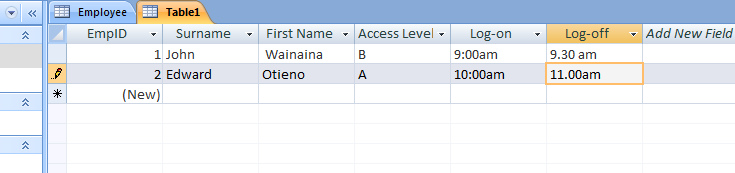 Employee Table1
EmpID Surname First Name Access Level Log-on Log-off Add New Field
1 John Wainaina B 9:00am 9.30 am
2 Edward Otieno A 10:00am 11.00am
(New)